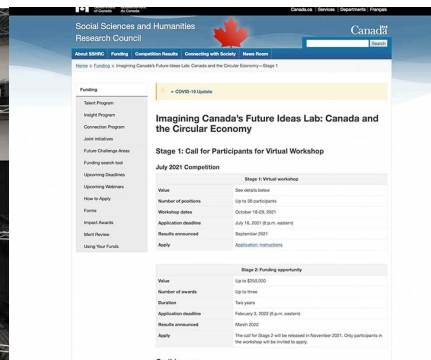 of Canada du Canada
Canada.ca | Services | Departments | Français
Social Sciences and Humanities
Research Council
Canada
Search
About SSHRC Funding Competition Results Connecting with Society News Room
Home » Funding » Imagining Canada's Future Ideas Lab: Canada and the Circular Economy—Stage 1
Funding
Talent Program
Insight Program
Connection Program
Joint Initiatives
Future Challenge Areas
Funding search tool
Upcoming Deadlines
Upcoming Webinars
How to Apply
Forms
Impact Awards
Merit Review
Using Your Funds
COVID-19 Update
Imagining Canada's Future Ideas Lab: Canada and
the Circular Economy
Stage 1: Call for Participants for Virtual Workshop
July 2021 Competition
Stage 1: Virtual workshop
Value See details below
Number of positions Up to 30 participants
Workshop dates October 18-29, 2021
Application deadline July 16, 2021 (8 p.m. eastern)
Results announced September 2021
Apply Application Instructions
Stage 2: Funding opportunity
Value Up to $250,000
Number of awards Up to three
Duration Two years
Application deadline February 3, 2022 (8 p.m. eastern)
Results announced March 2022
Apply The call for Stage 2 will be released in November 2021. Only participants in
the workshop will be invited to apply.